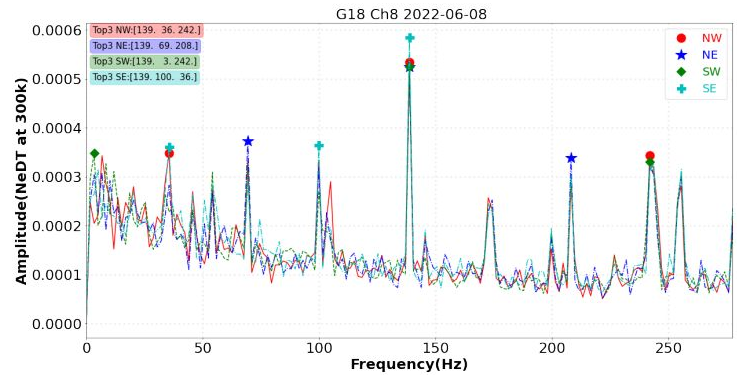 G18 Ch8 2022-06-08
Top3 NW:[139. 36. 242.]
Top3 NE:[139. 69. 208.]
Top3 SW:[139. 3. 242.]
Top3 SE:[139. 100. 36.]
NW
NE
SW
SE
Amplitude(NeDT at 300k)
0.0006
0.0005
0.0004
0.0003
0.0002
0.0001
0.0000
0 50 100 150 200 250
Frequency(Hz)